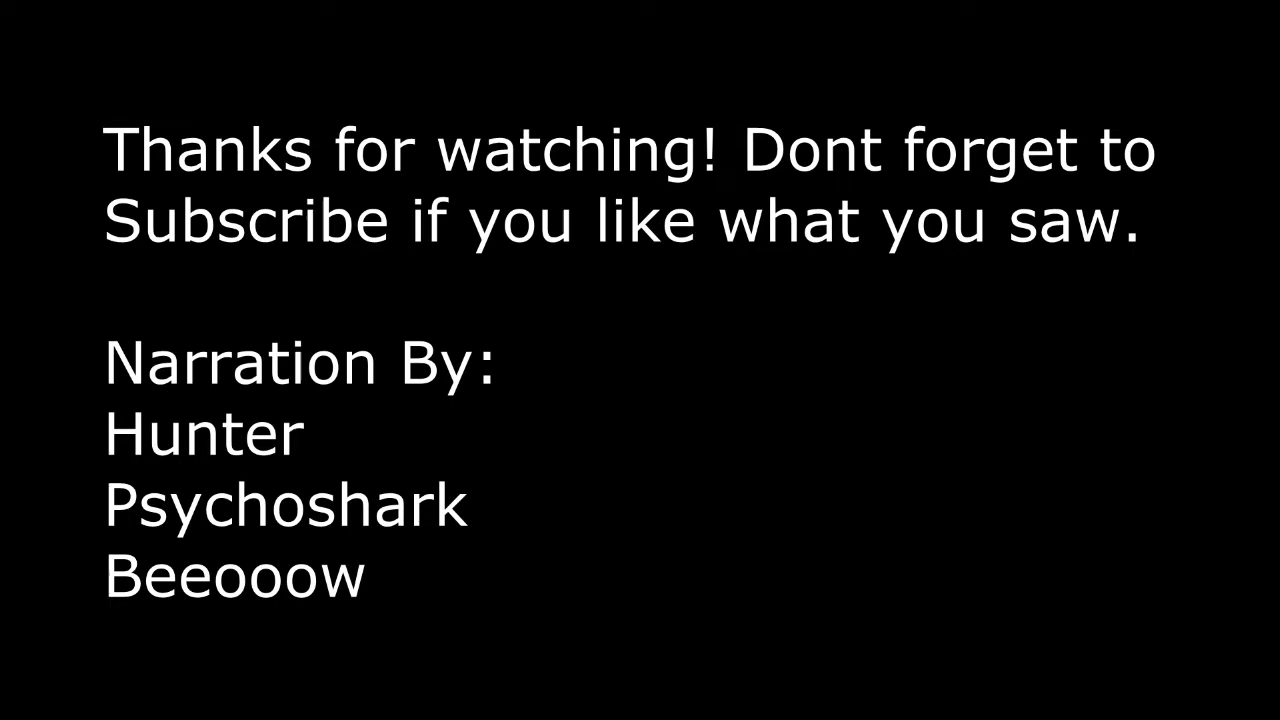 Thanks for watching! Dont forget to
Subscribe if you like what you saw.
Narration By:
Hunter
Psychoshark
Beeooow